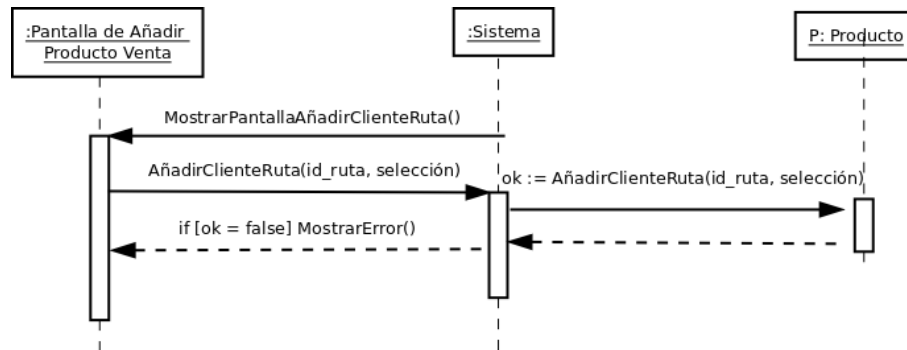 :Pantalla de Añadir
Producto Venta
:Sistema
P: Producto
MostrarPantallaAñadirClienteRuta()
AñadirClienteRuta(id_ruta, selección)
ok := AñadirClienteRuta(id_ruta, selección)
if [ok = false] MostrarError()